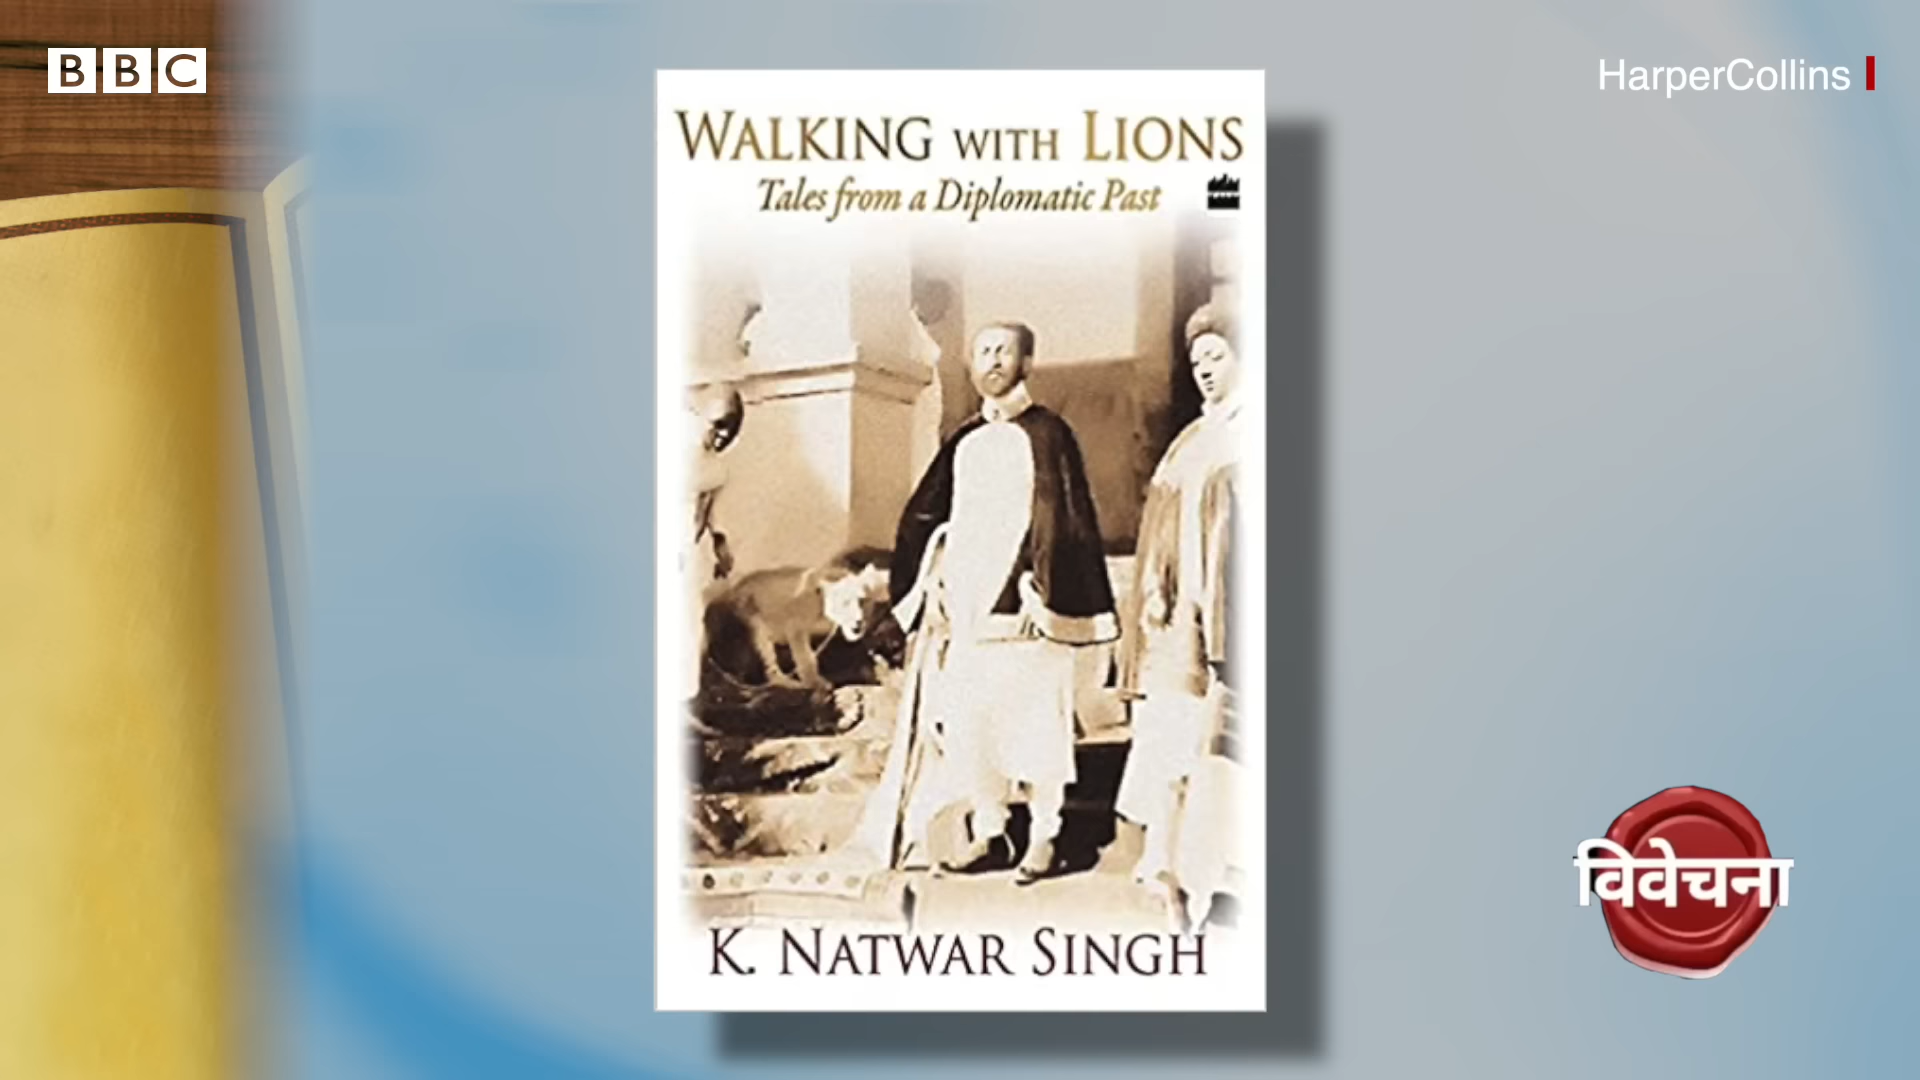 BBC
HarperCollins
WALKING WITH LIONS
Tales from a Diplomatic Past
K. NATWAR SINGH
विवेचना